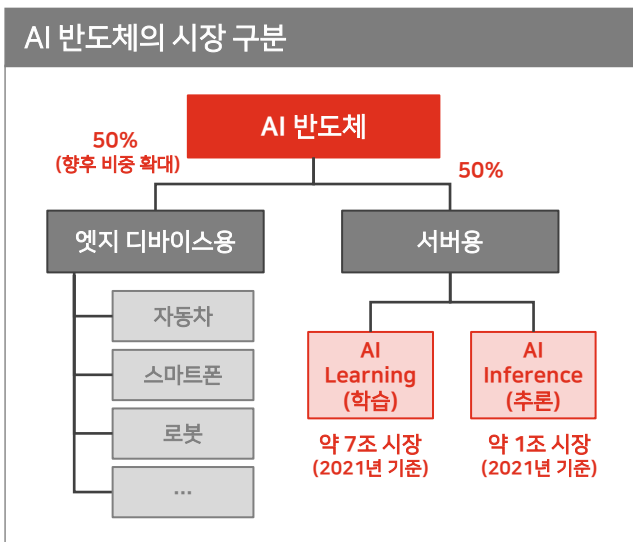 AI 반도체의 시장 구분
AI 반도체
50%
(향후 비중 확대)
50%
엣지 디바이스용
서버용
자동차
스마트폰
로봇
...
AI
Learning
(학습)
약 7조 시장
(2021년 기준)
AI
Inference
(추론)
약 1조 시장
(2021년 기준)